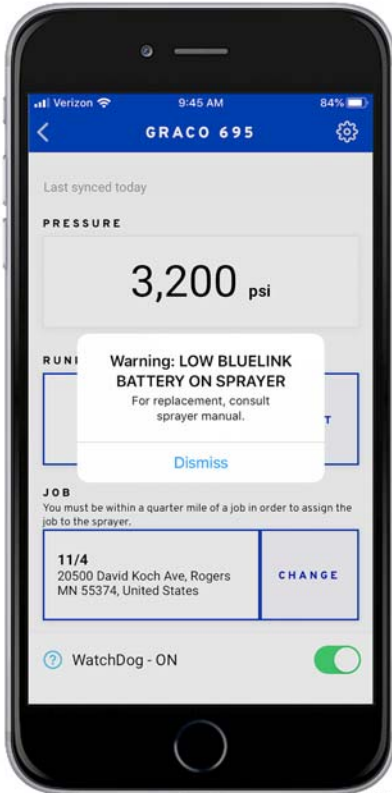 Verizon 9:45 AM 84%
GRACO 695
Last synced today
PRESSURE
3,200 psi
Warning: LOW BLUELINK
BATTERY ON SPRAYER
For replacement, consult
sprayer manual.
Dismiss
JOB
You must be within a quarter mile of a job in order to assign the
job to the sprayer.
11/4
20500 David Koch Ave, Rogers
MN 55374, United States
CHANGE
? WatchDog - ON